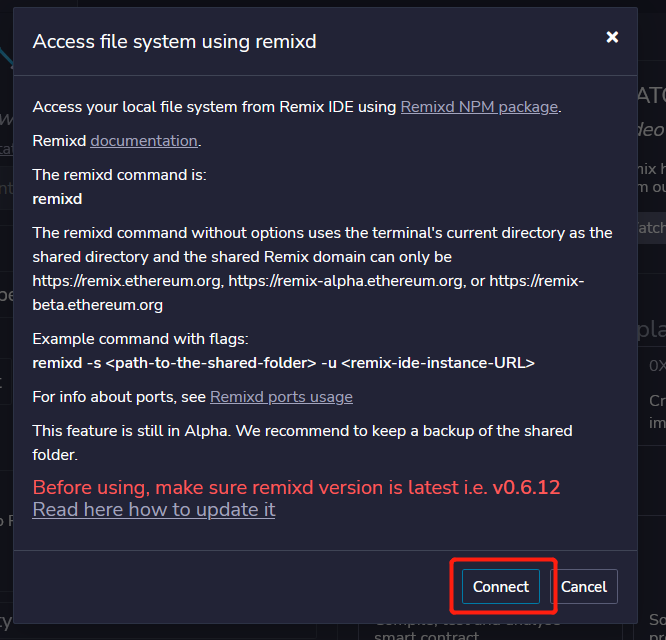 Access file system using remixd
Access your local file system from Remix IDE using Remixd NPM package.
Remixd documentation.
The remixd command is:
remixd
The remixd command without options uses the terminal's current directory as the
shared directory and the shared Remix domain can only be
https://remix.ethereum.org, https://remix-alpha.ethereum.org, or https://remix-
beta.ethereum.org
Example command with flags:
remixd -s <path-to-the-shared-folder> -u <remix-ide-instance-URL>
For info about ports, see Remixd ports usage
This feature is still in Alpha. We recommend to keep a backup of the shared
folder.
Before using, make sure remixd version is latest i.e. v0.6.12
Read here how to update it
Connect Cancel
smart contract